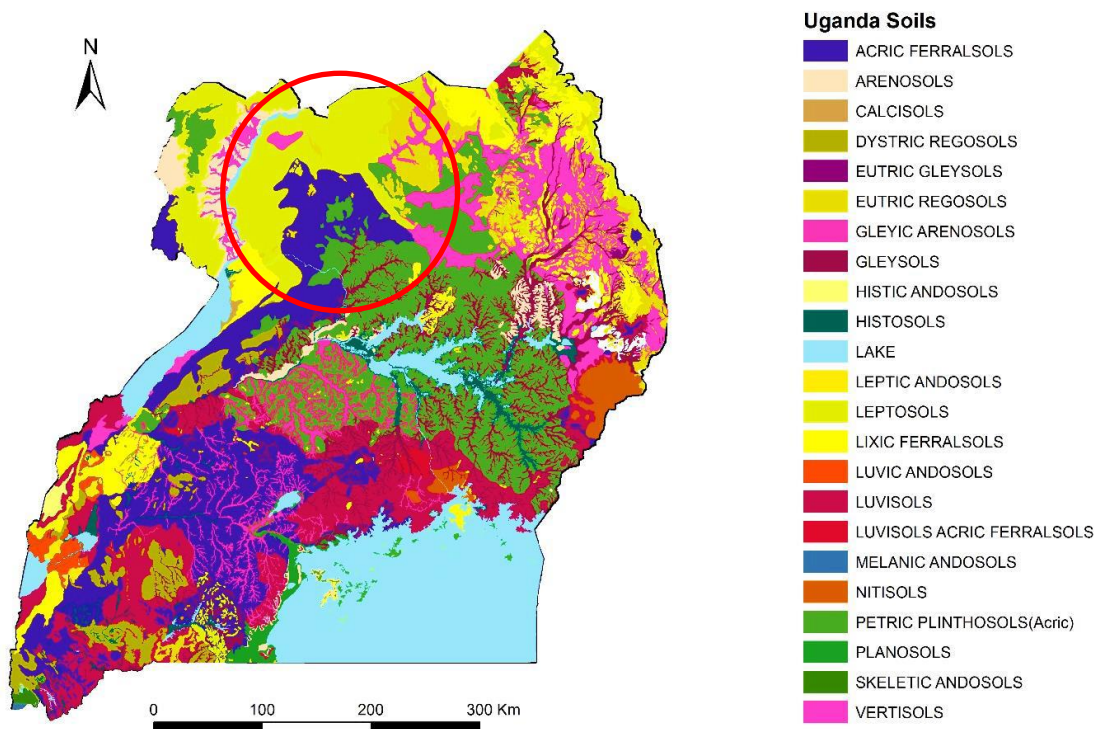 N
0 100 200 300 Km
Uganda Soils
ACRIC FERRALSOLS
ARENOSOLS
CALCISOLS
DYSTRIC REGOSOLS
EUTRIC GLEYSOLS
EUTRIC REGOSOLS
GLEYIC ARENOSOLS
GLEYSOLS
HISTIC ANDOSOLS
HISTOSOLS
LAKE
LEPTIC ANDOSOLS
LEPTOSOLS
LIXIC FERRALSOLS
LUVIC ANDOSOLS
LUVISOLS
LUVISOLS ACRIC FERRALSOLS
MELANIC ANDOSOLS
NITISOLS
PETRIC PLINTHOSOLS(Acric)
PLANOSOLS
SKELETIC ANDOSOLS
VERTISOLS